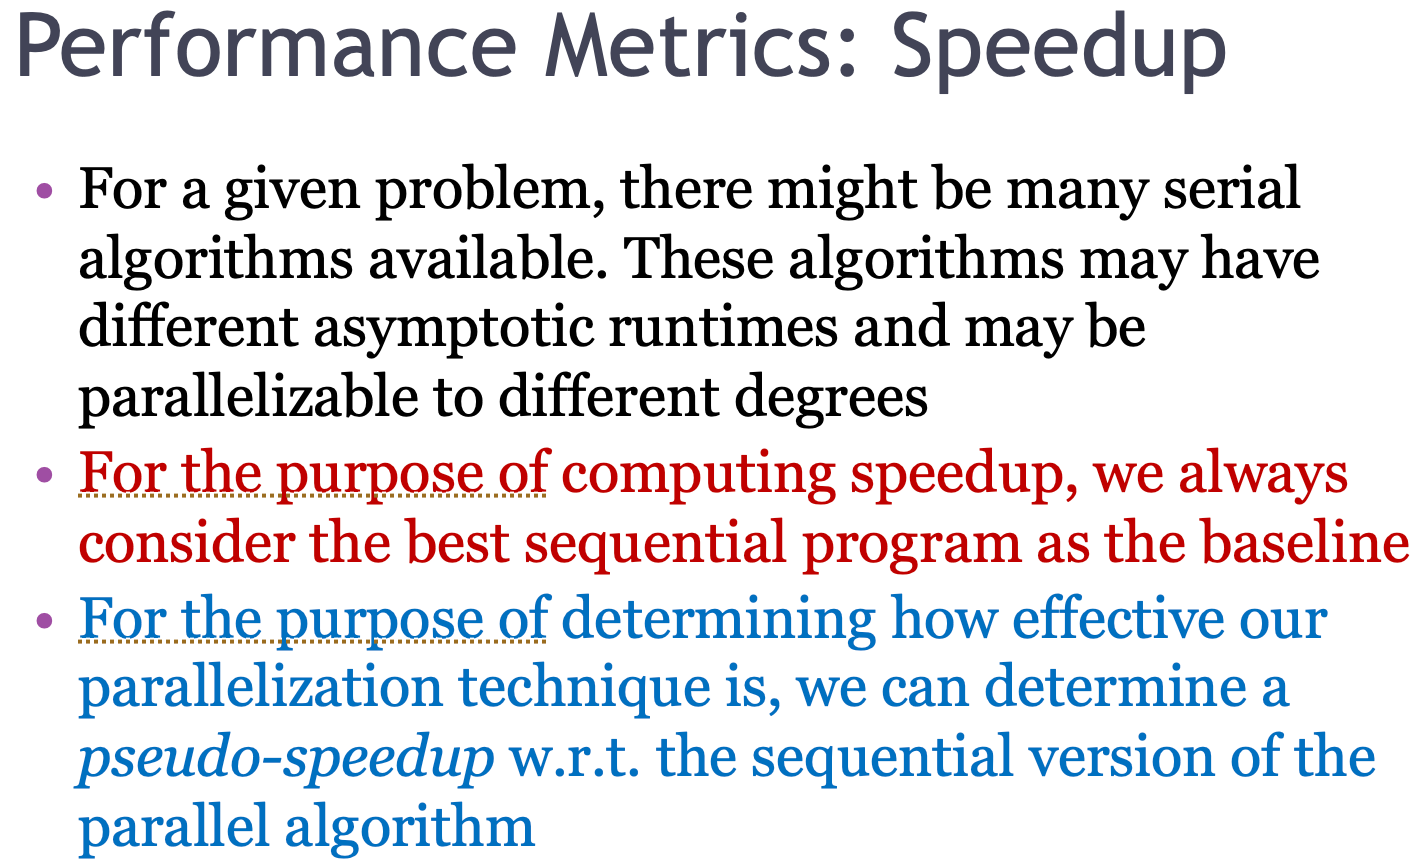 Performance Metrics: Speedup
• For a given problem, there might be many serial
algorithms available. These algorithms may have
different asymptotic runtimes and may be
parallelizable to different degrees
• For the purpose of computing speedup, we always
consider the best sequential program as the baseline
• For the purpose of determining how effective our
parallelization technique is, we can determine a
pseudo-speedup w.r.t. the sequential version of the
parallel algorithm